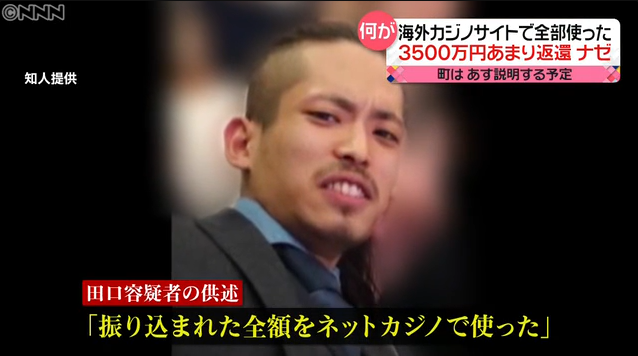 NNN
何が
海外カジノサイトで全部使った
3500万円あまり返還 ナゼ
町は あす説明する予定
知人提供
田口容疑者の供述
「振り込まれた全額をネットカジノで使った」